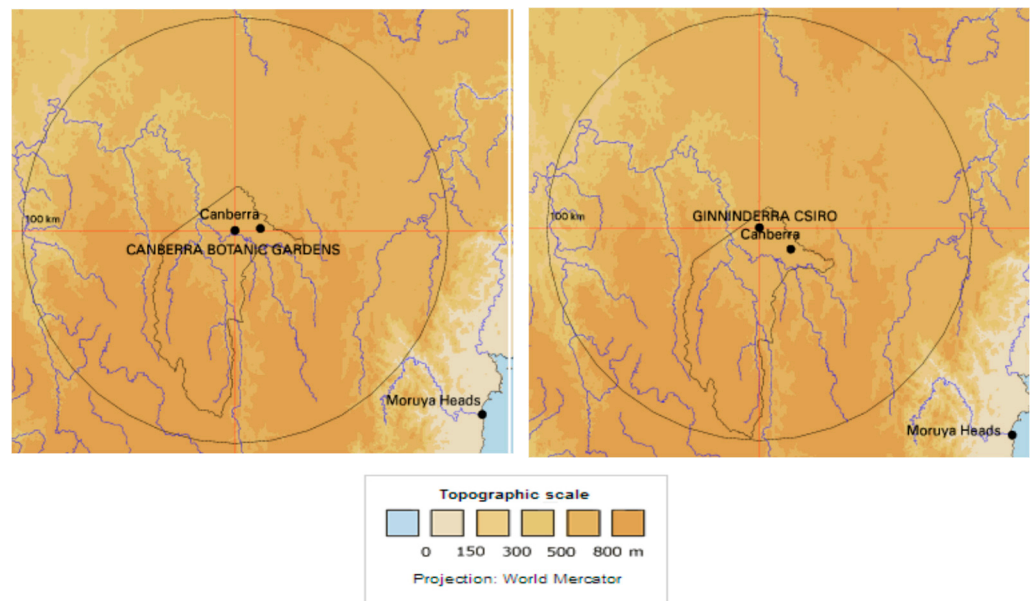 100 km
Canberra
CANBERRA BOTANIC GARDENS
Moruya Heads
100 km
GINNINDERRA CSIRO
Canberra
Moruya Heads
Topographic scale
0 150 300 500 800 m
Projection: World Mercator